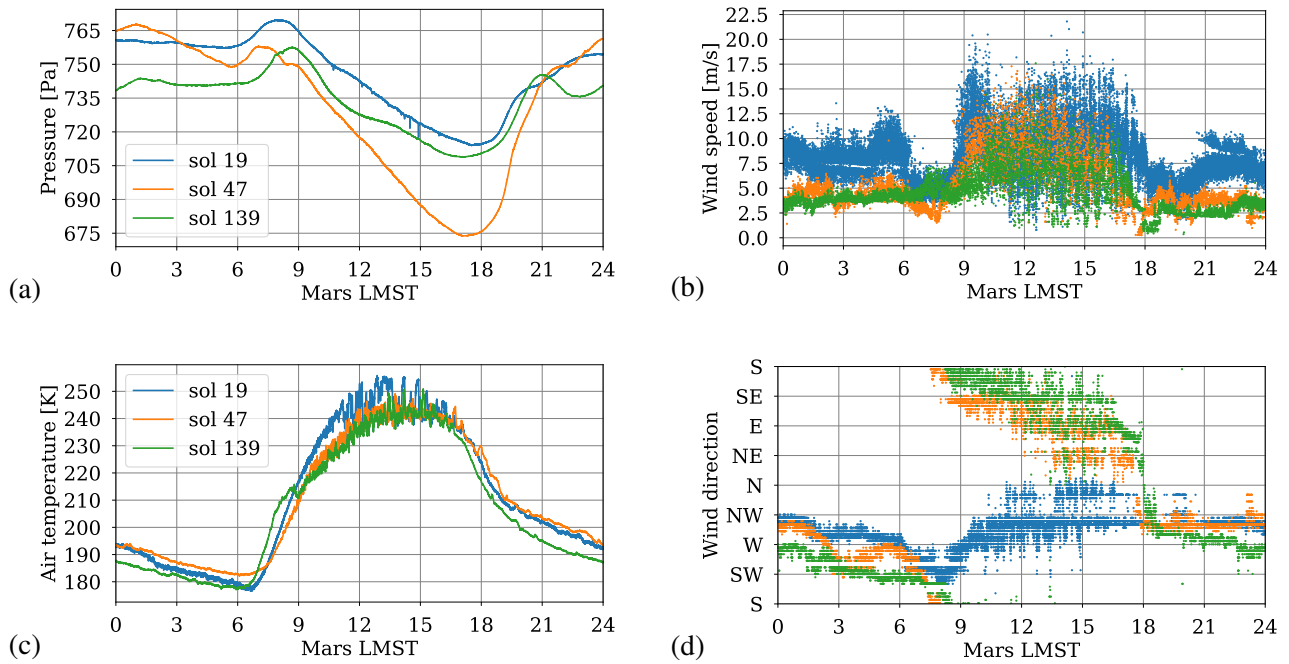 765
750
735
720
705
690
675
Pressure [Pa]
sol 19
sol 47
sol 139
0 3 6 9 12 15 18 21 24
Mars LMST
(a)
22.5
20.0
17.5
15.0
12.5
10.0
7.5
5.0
2.5
0.0
Wind speed [m/s]
0 3 6 9 12 15 18 21 24
Mars LMST
(b)
250
240
230
220
210
200
190
180
Air temperature [K]
sol 19
sol 47
sol 139
0 3 6 9 12 15 18 21 24
Mars LMST
(c)
S
SE
E
NE
N
NW
W
SW
S
Wind direction
0 3 6 9 12 15 18 21 24
Mars LMST
(d)